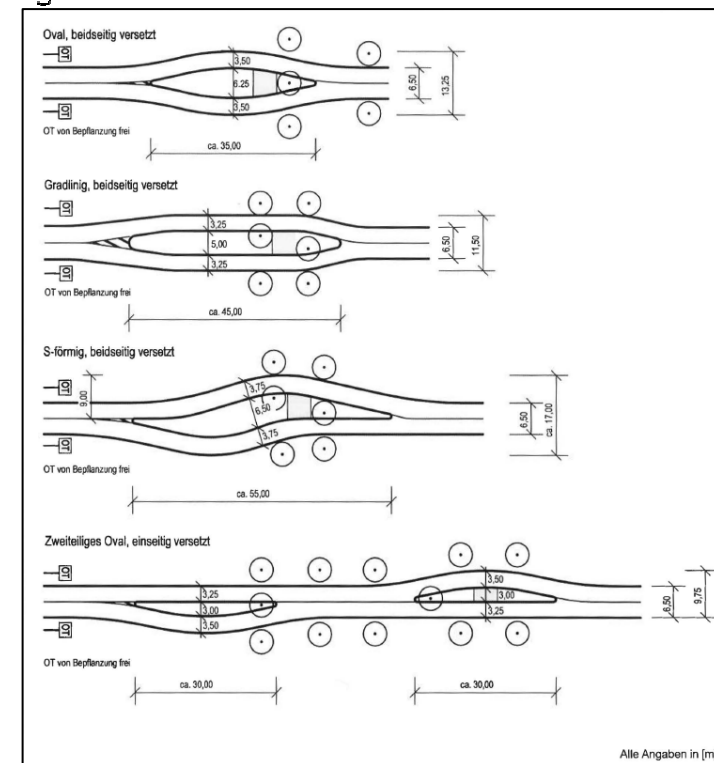 Oval, beidseitig versetzt
OT
3,50
6.25
3,50
6,50
13,25
OT
OT von Bepflanzung frei
ca. 35,00
Gradlinig, beidseitig versetzt
OT
3,25
5,00
3,25
6,50
11,50
OT
OT von Bepflanzung frei
ca. 45,00
S-förmig, beidseitig versetzt
OT
9,00
3,75
6,50
3,75
6,50
ca. 17,00
OT
OT von Bepflanzung frei
ca. 55,00
Zweiteiliges Oval, einseitig versetzt
OT
3,25
3,00
3,50
3,50
3,00
3,25
6,50
9,75
OT
OT von Bepflanzung frei
ca. 30,00
ca. 30,00
Alle Angaben in [m